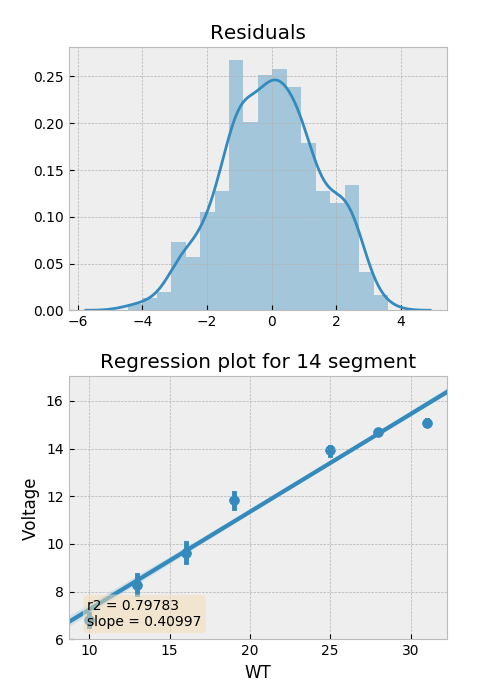 Residuals
0.25
0.20
0.15
0.10
0.05
0.00
−6 −4 −2 0 2 4
Regression plot for 14 segment
16
14
12
10
8
6
Voltage
r2 = 0.79783
slope = 0.40997
10 15 20 25 30
WT